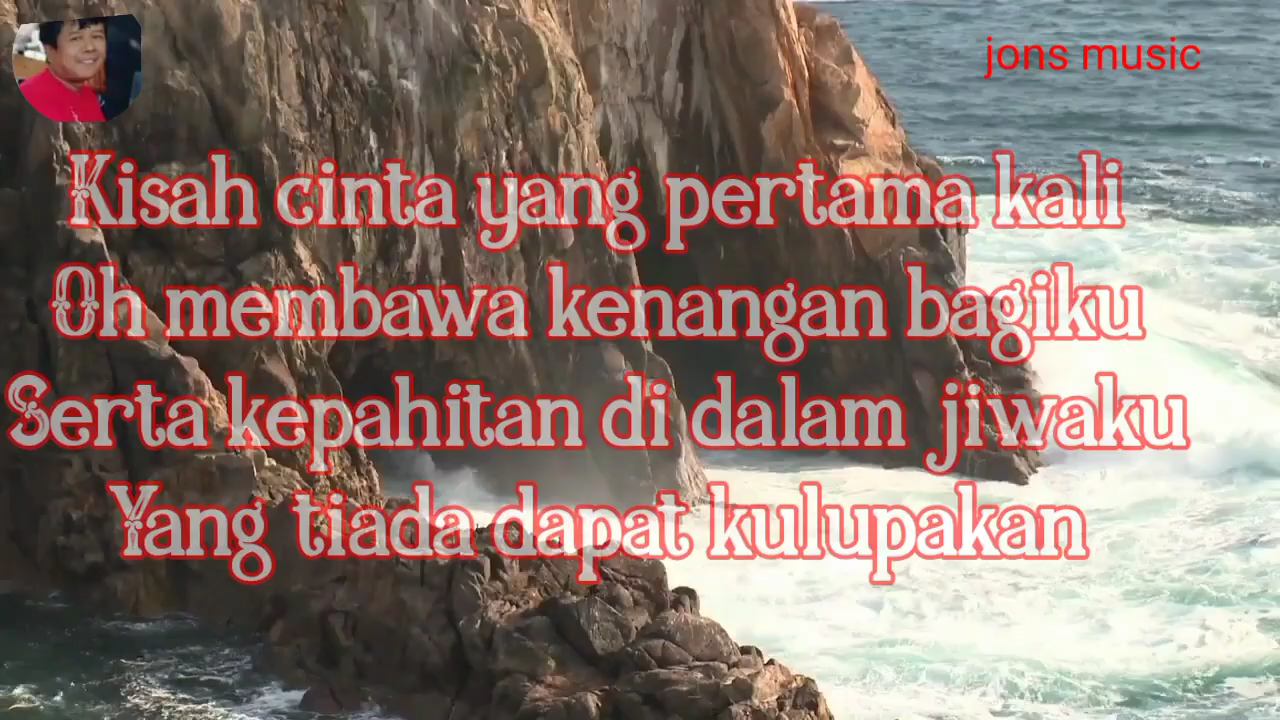 jons music
Kisah cinta yang pertama kali
Oh membawa kenangan bagiku
Serta kepahitan di dalam jiwaku
Yang tiada dapat kulupakan